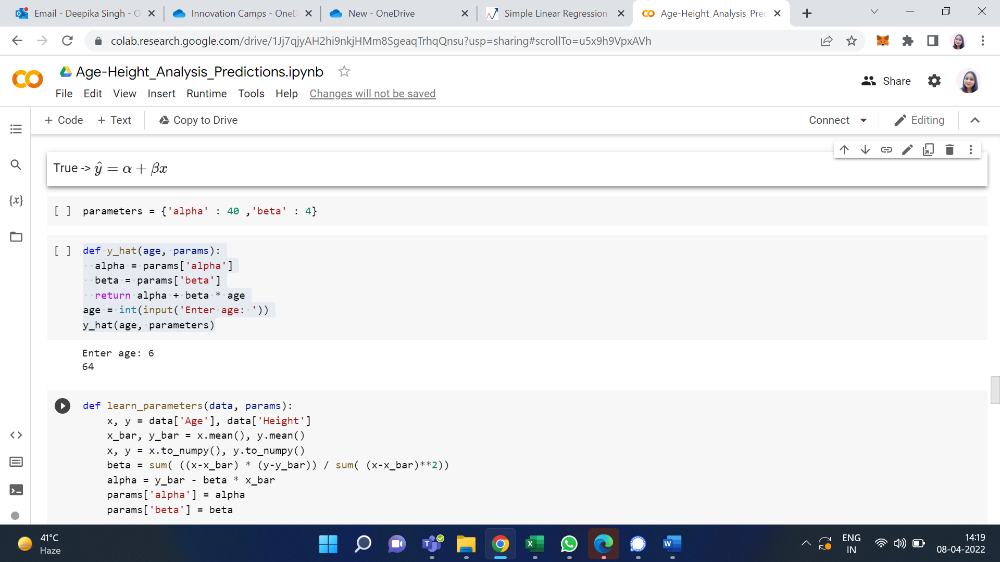 Email - Deepika Singh - O
Innovation Camps - OneD
New - OneDrive
Simple Linear Regression
Age-Height_Analysis_Prec
colab.research.google.com/drive/1Jj7qjyAH2hi9nkjHMm8SgeaqTrhqQnsu?usp=sharing#scrollTo=u5x9h9VpxAVh
Age-Height_Analysis_Predictions.ipynb
Share
File Edit View Insert Runtime Tools Help Changes will not be saved
+ Code + Text Copy to Drive Connect Editing
True -> ŷ = α + βx
{x}
[ ] parameters = {'alpha' : 40 ,'beta' : 4}
[ ] def y_hat(age, params):
alpha = params['alpha']
beta = params['beta']
return alpha + beta * age
age = int(input('Enter age: '))
y_hat(age, parameters)
Enter age: 6
64
def learn_parameters(data, params):
x, y = data['Age'], data['Height']
x_bar, y_bar = x.mean(), y.mean()
x, y = x.to_numpy(), y.to_numpy()
beta = sum( ((x-x_bar) * (y-y_bar)) / sum( (x-x_bar)**2))
alpha = y_bar - beta * x_bar
params['alpha'] = alpha
params['beta'] = beta
41°C
Haze
ENG
IN
14:19
08-04-2022